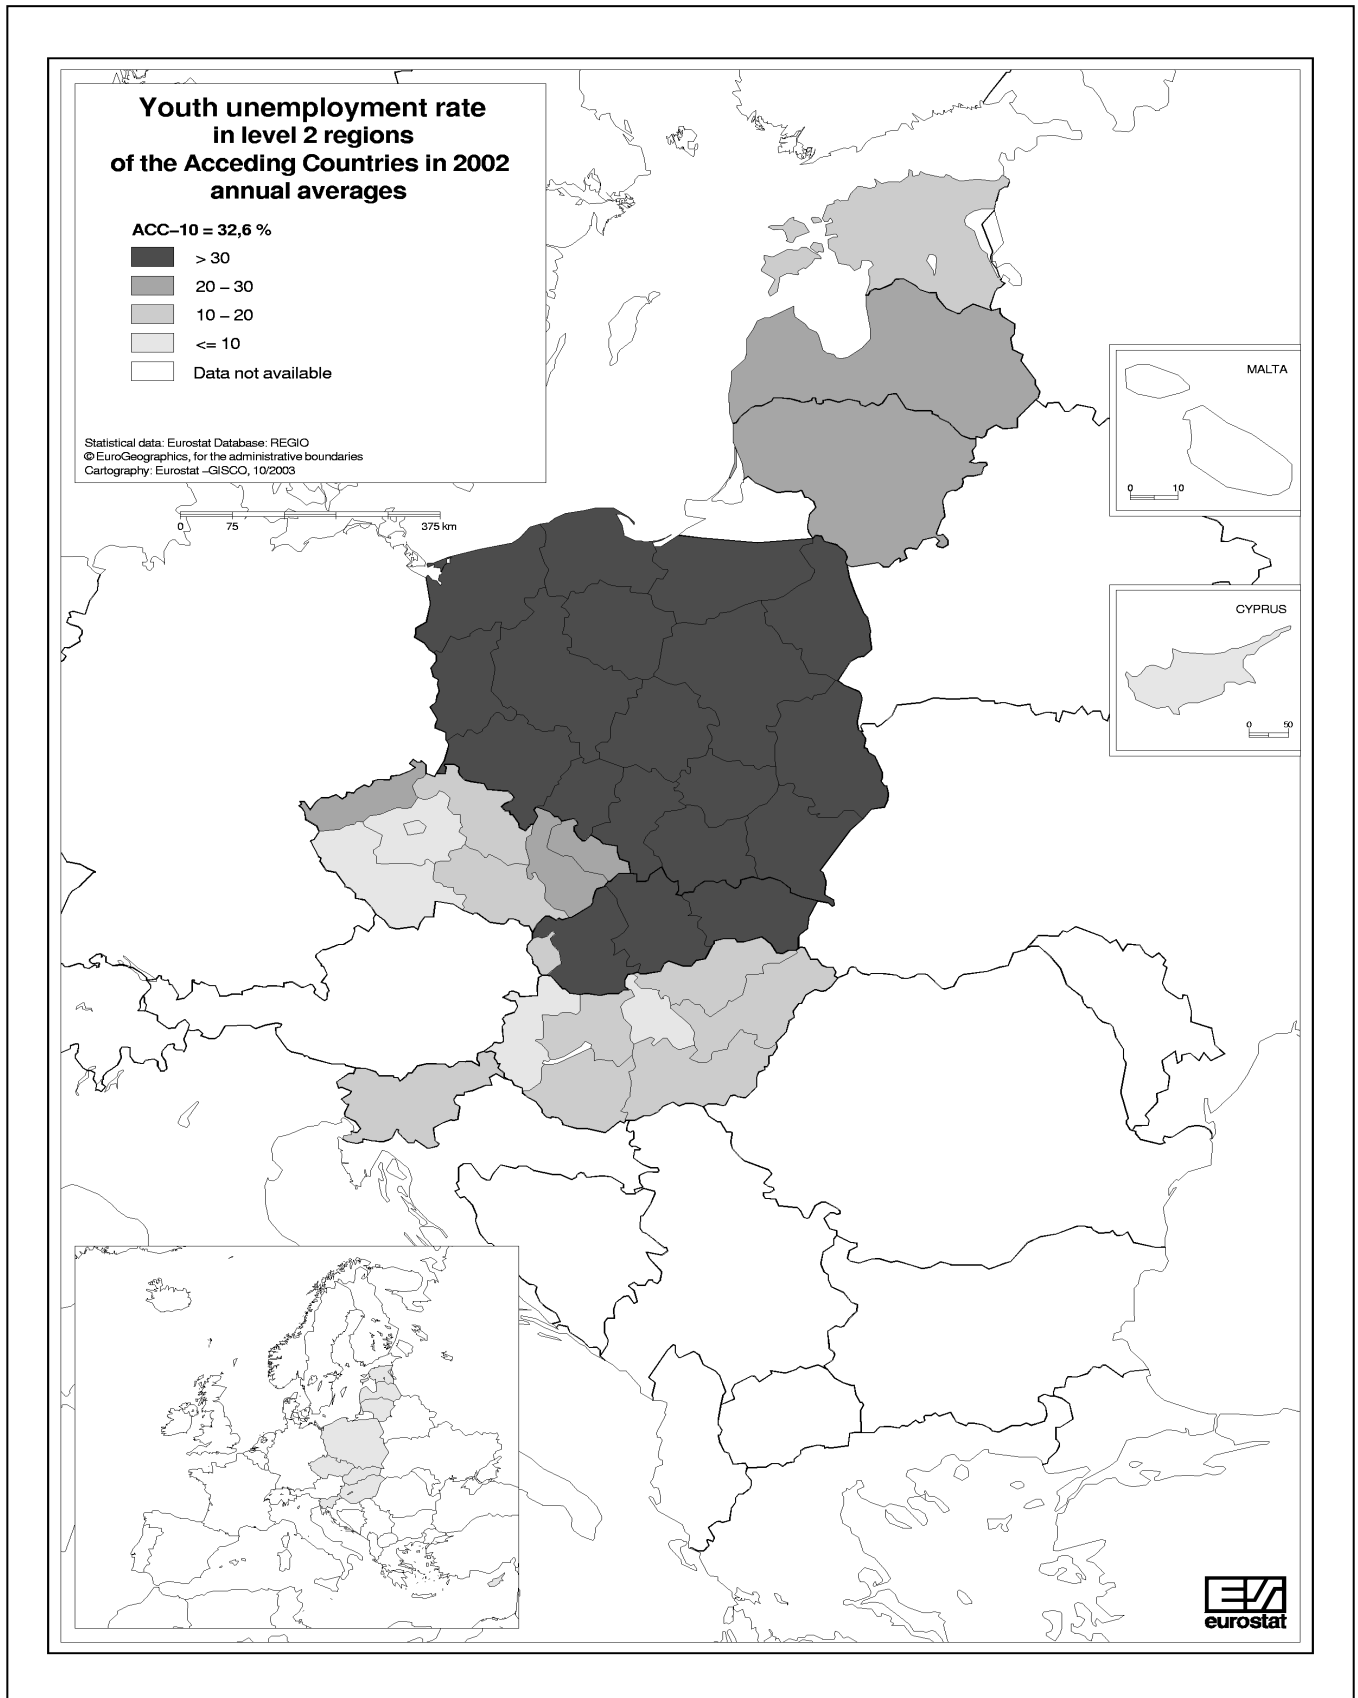 Youth unemployment rate
in level 2 regions
of the Acceding Countries in 2002
annual averages
ACC–10 = 32,6 %
> 30
20 – 30
10 – 20
<= 10
Data not available
Statistical data: Eurostat Database: REGIO
© EuroGeographics, for the administrative boundaries
Cartography: Eurostat –GISCO, 10/2003
0 75 375 km
MALTA
0 10
CYPRUS
0 50
eurostat